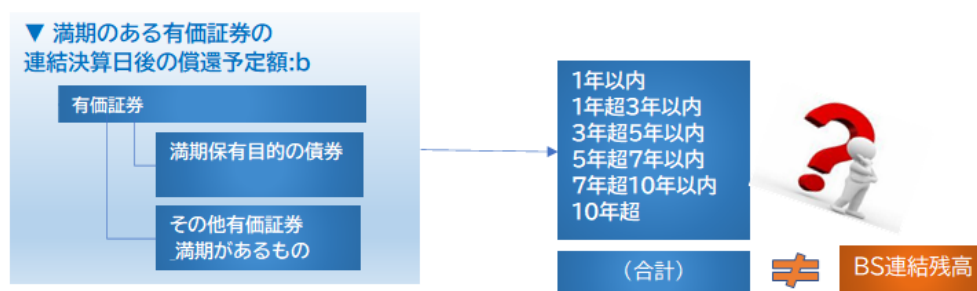 ▼ 満期のある有価証券の
連結決算日後の償還予定額:b
有価証券
満期保有目的の債券
その他有価証券
満期があるもの
1年以内
1年超3年以内
3年超5年以内
5年超7年以内
7年超10年以内
10年超
（合計）
≠
BS連結残高